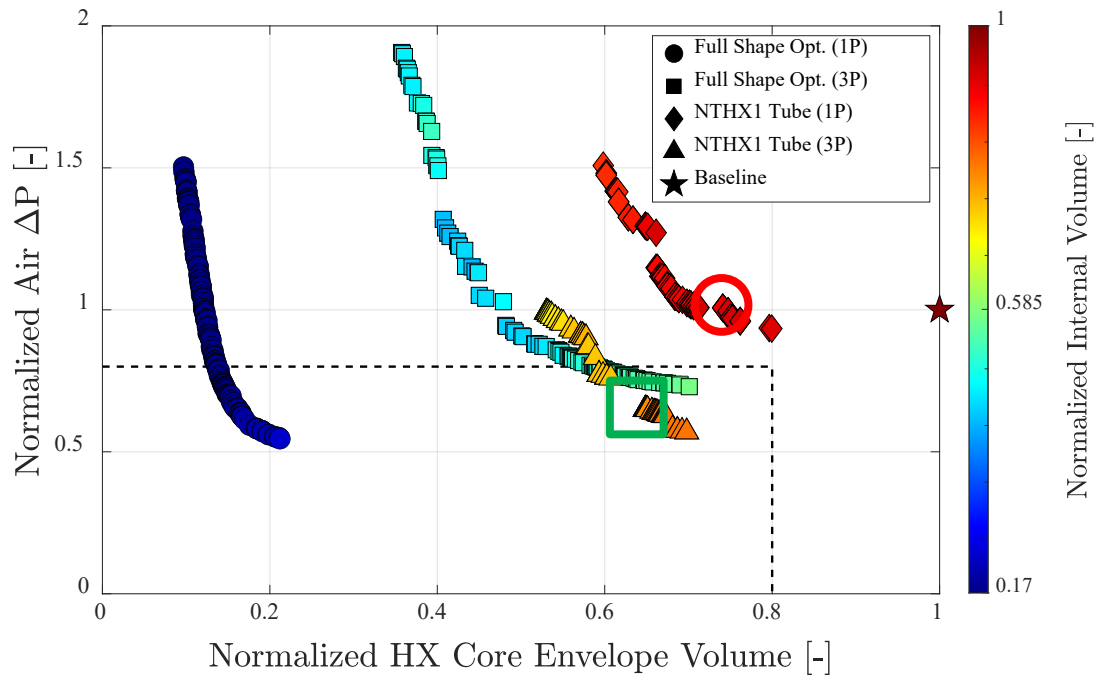 2
1.5
1
0.5
0
Normalized Air ΔP [-]
0
0.2
0.4
0.6
0.8
1
Normalized HX Core Envelope Volume [-]
Full Shape Opt. (1P)
Full Shape Opt. (3P)
NTHX1 Tube (1P)
NTHX1 Tube (3P)
Baseline
1
0.585
0.17
Normalized Internal Volume [-]